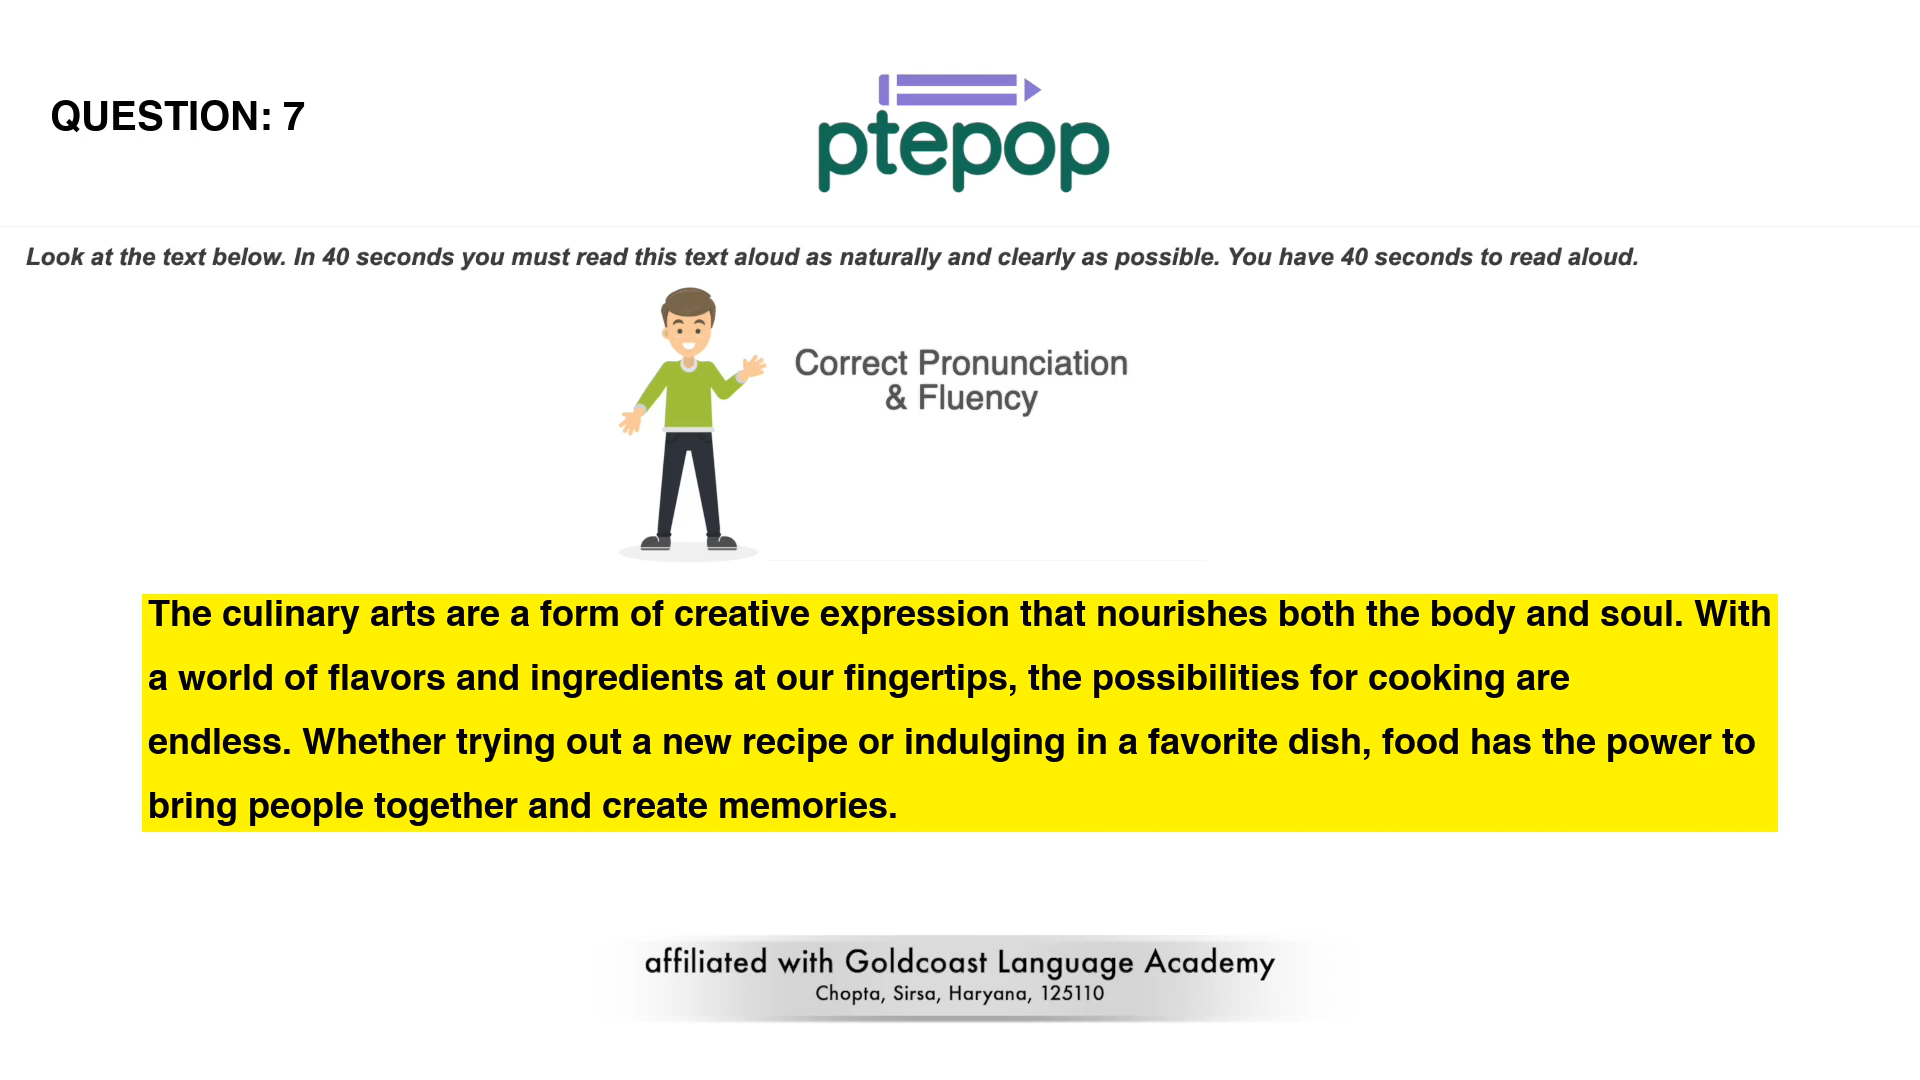 QUESTION: 7
ptepop
Look at the text below. In 40 seconds you must read this text aloud as naturally and clearly as possible. You have 40 seconds to read aloud.
Correct Pronunciation
& Fluency
The culinary arts are a form of creative expression that nourishes both the body and soul. With
a world of flavors and ingredients at our fingertips, the possibilities for cooking are
endless. Whether trying out a new recipe or indulging in a favorite dish, food has the power to
bring people together and create memories.
affiliated with Goldcoast Language Academy
Chopta, Sirsa, Haryana, 125110